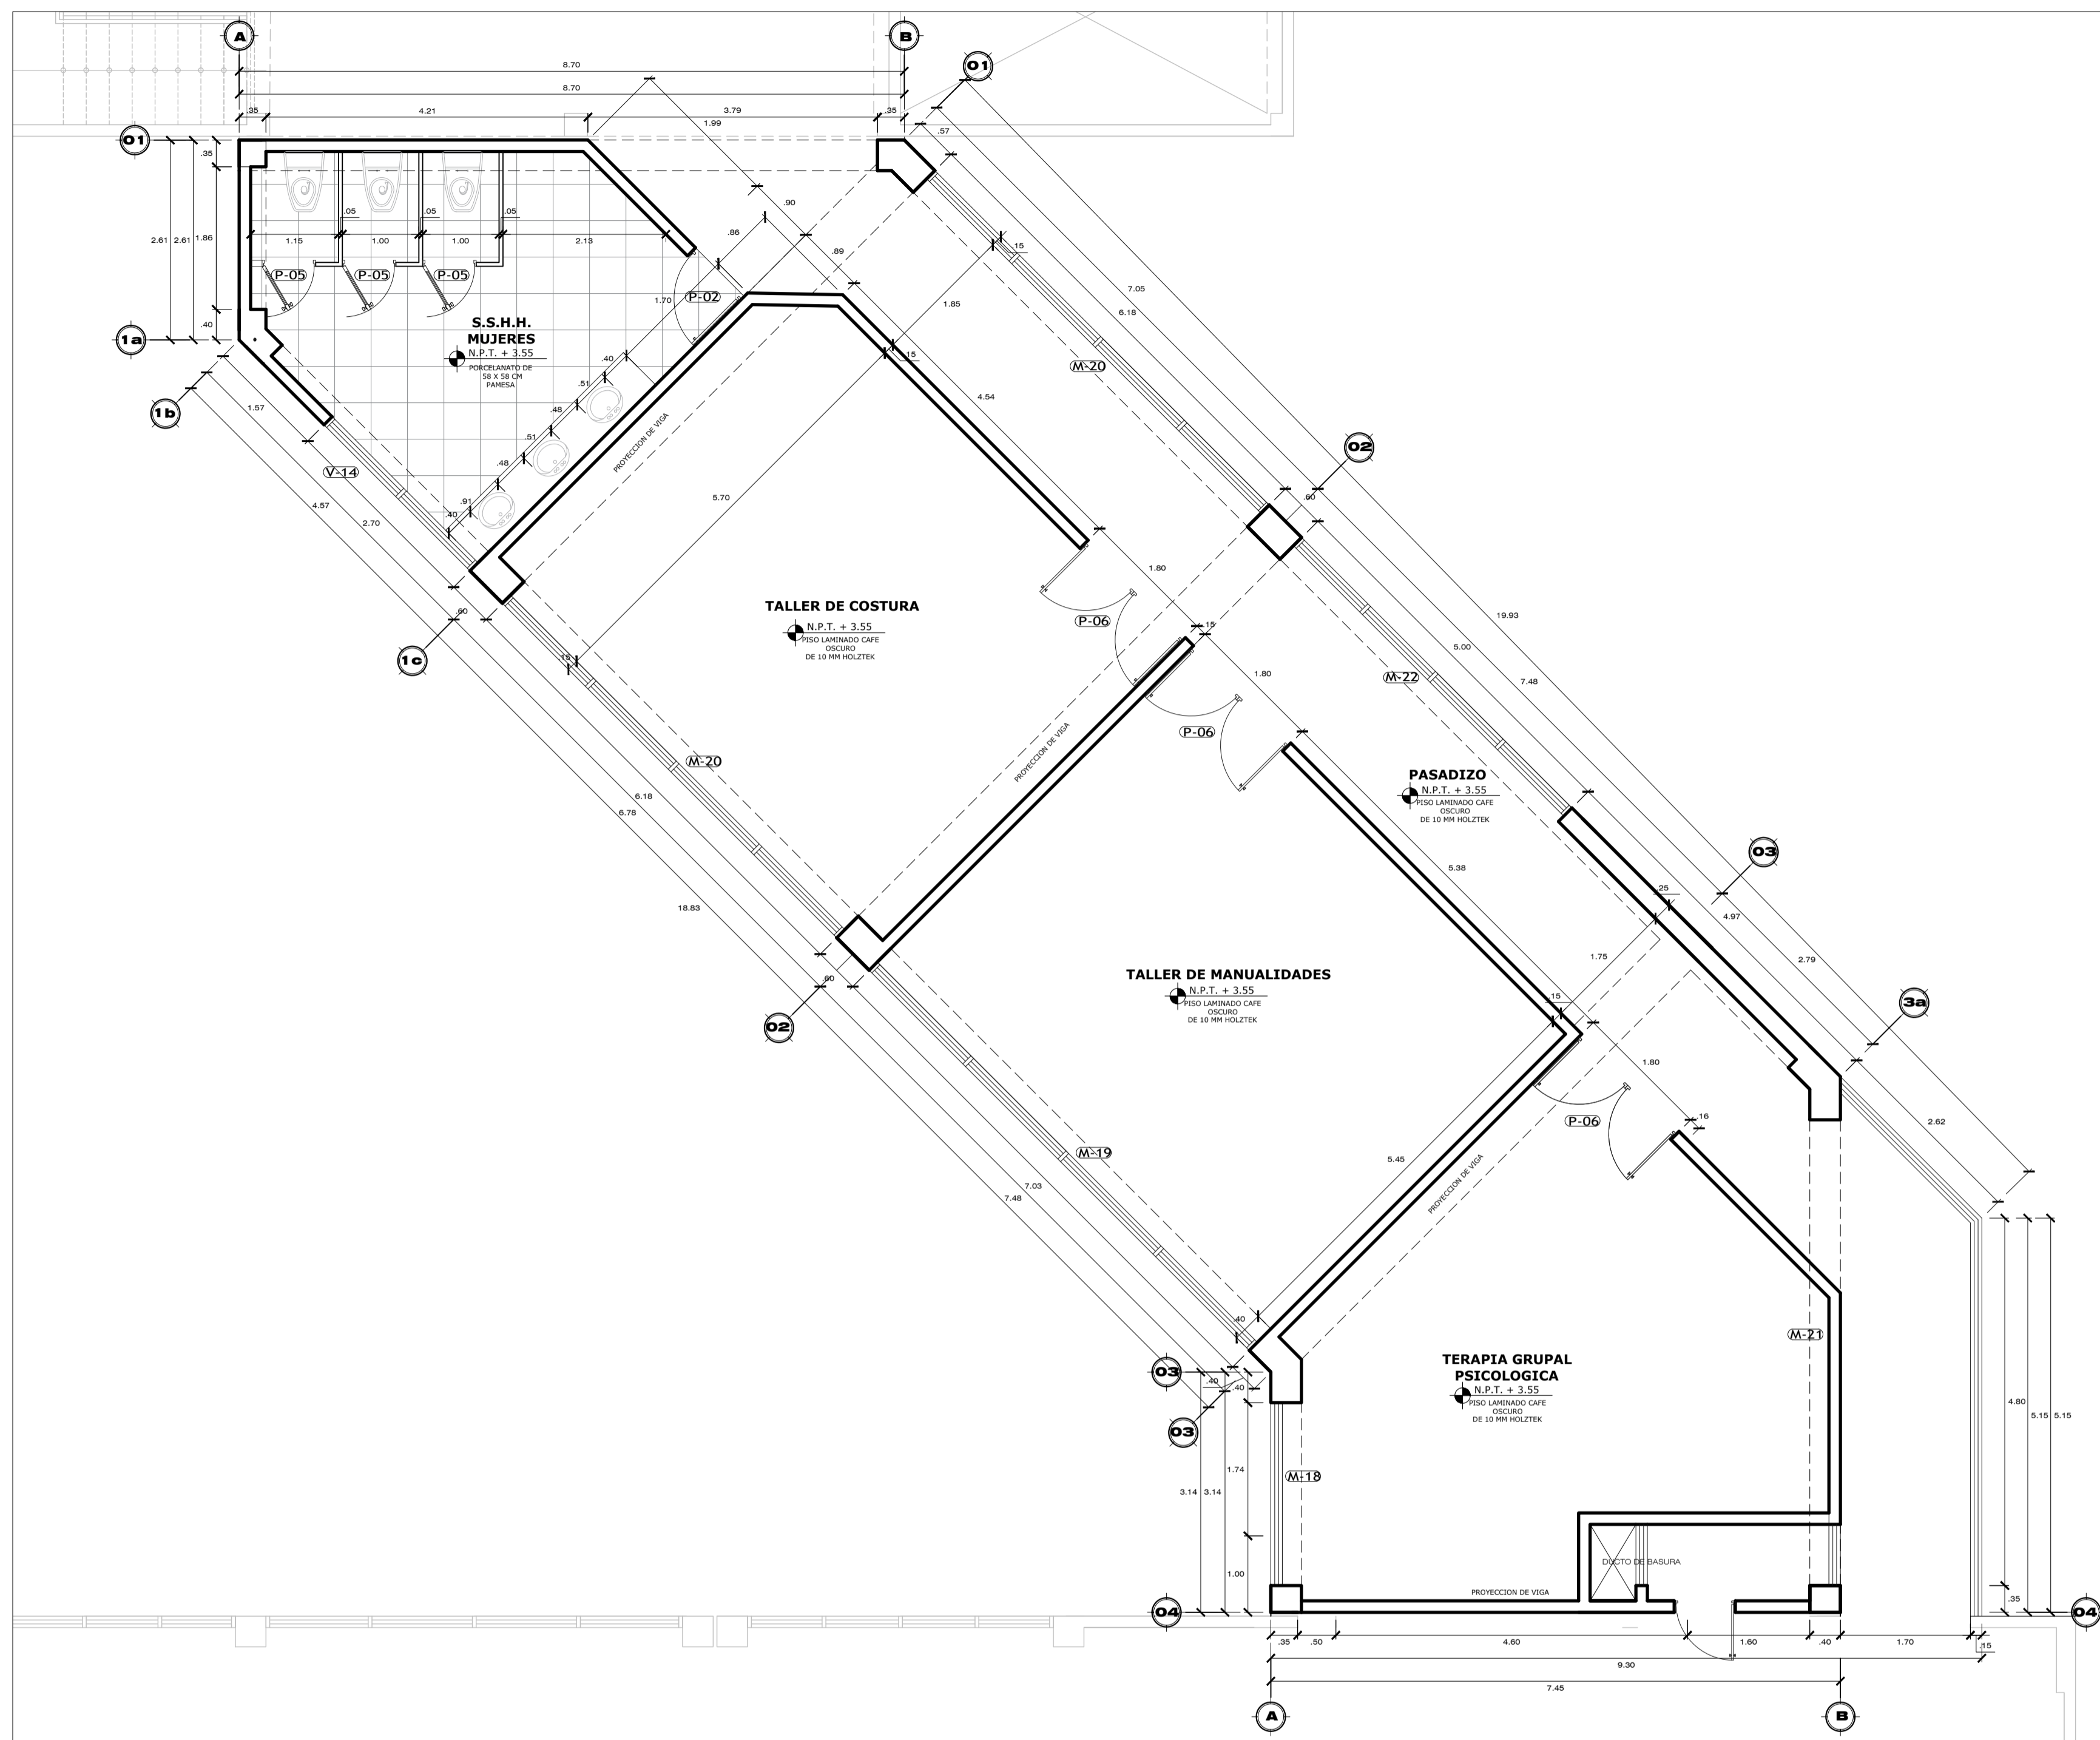 A
B
01
8.70
8.70
.35
4.21
3.79
.35
1.99
.57
01
.35
2.61
2.61
1.86
.40
.05
.05
.05
1.15
1.00
1.00
2.13
P-05
P-05
P-05
.90
.86
.89
.15
1.85
7.05
6.18
1.70
P-02
S.S.H.H.
MUJERES
N.P.T. + 3.55
PORCELANATO DE
58 X 58 CM
PAMESA
1a
1b
1.57
.15
M-20
4.54
.40
.51
.48
.51
.48
.91
.40
PROYECCION DE VIGA
V-14
4.57
2.70
02
.60
5.70
1.80
19.93
TALLER DE COSTURA
N.P.T. + 3.55
PISO LAMINADO CAFE
OSCURO
DE 10 MM HOLZTEK
P-06
.60
1c
.15
.15
5.00
1.80
7.48
M-22
P-06
PROYECCION DE VIGA
M-20
6.18
6.78
PASADIZO
N.P.T. + 3.55
PISO LAMINADO CAFE
OSCURO
DE 10 MM HOLZTEK
03
5.38
.25
4.97
18.83
1.75
2.79
TALLER DE MANUALIDADES
N.P.T. + 3.55
PISO LAMINADO CAFE
OSCURO
DE 10 MM HOLZTEK
.60
02
.15
3a
1.80
.16
P-06
2.62
M-19
5.45
PROYECCION DE VIGA
7.03
7.48
.40
M-21
03
.40
.40
03
TERAPIA GRUPAL
PSICOLOGICA
N.P.T. + 3.55
PISO LAMINADO CAFE
OSCURO
DE 10 MM HOLZTEK
4.80
5.15
5.15
1.74
M-18
3.14
3.14
1.00
DUCTO DE BASURA
PROYECCION DE VIGA
.35
04
04
.35
.50
4.60
1.60
.40
1.70
.15
9.30
7.45
A
B